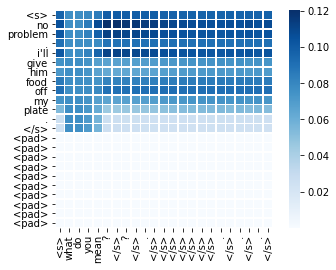 <s>
no
problem
.
i'll
give
him
food
off
my
plate
.
</s>
<pad>
<pad>
<pad>
<pad>
<pad>
<pad>
<pad>
<pad>
<pad>
<pad>
0.12
0.10
0.08
0.06
0.04
0.02
<s>
what
do
you
mean
?
</s>
?
</s>
.
</s>
</s>
</s>
</s>
</s>
</s>
.
</s>
.
</s>
.
</s>
.